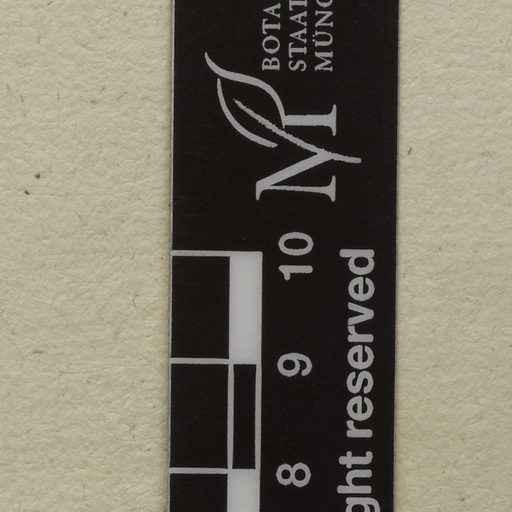 BOTA
STAAT
MÜNC
M
10
9
8
ght reserved